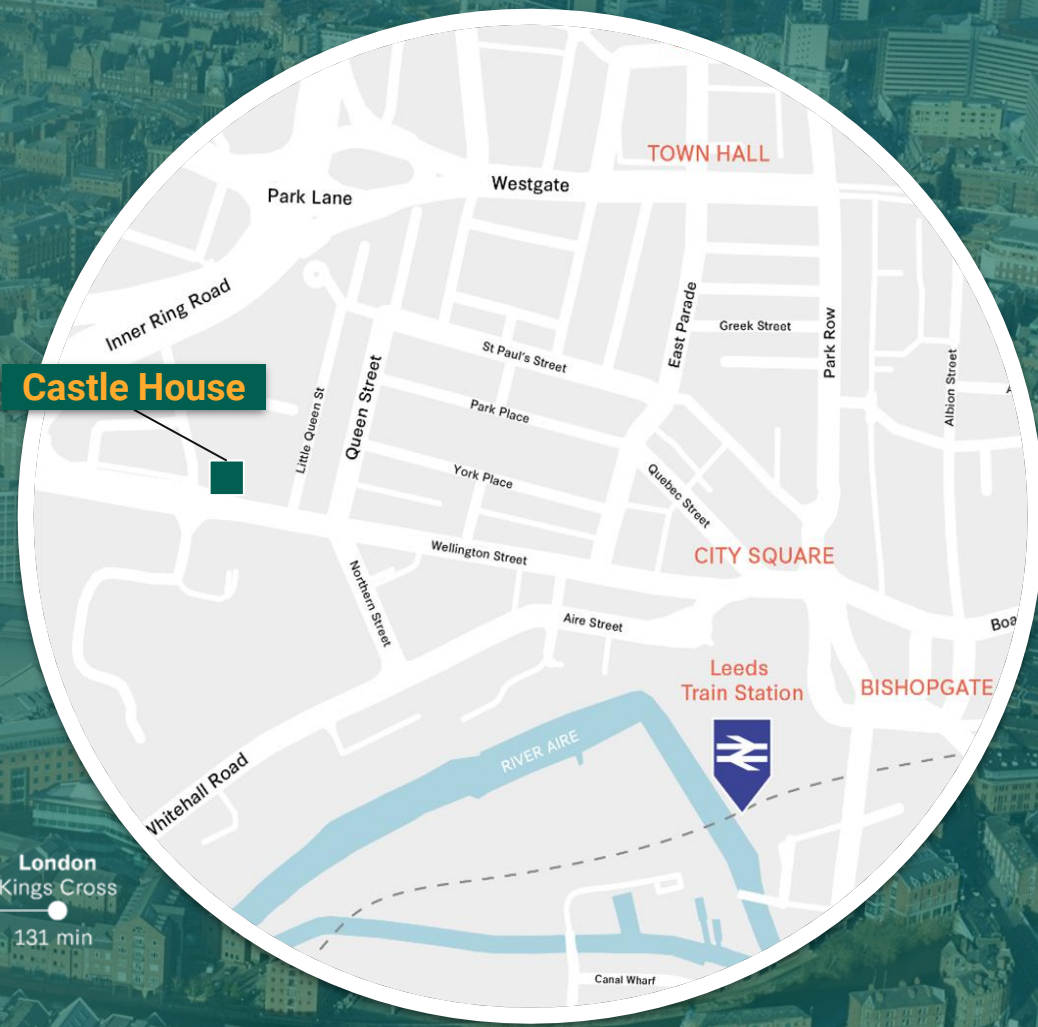 TOWN HALL
Westgate
Park Lane
Inner Ring Road
East Parade
Greek Street
Park Row
St Paul's Street
Albion Street
Castle House
Queen Street
Little Queen St
Park Place
York Place
Quebec Street
Wellington Street
CITY SQUARE
Northern Street
Aire Street
Boa
Leeds
Train Station
BISHOPGATE
RIVER AIRE
Whitehall Road
London
Kings Cross
131 min
Canal Wharf